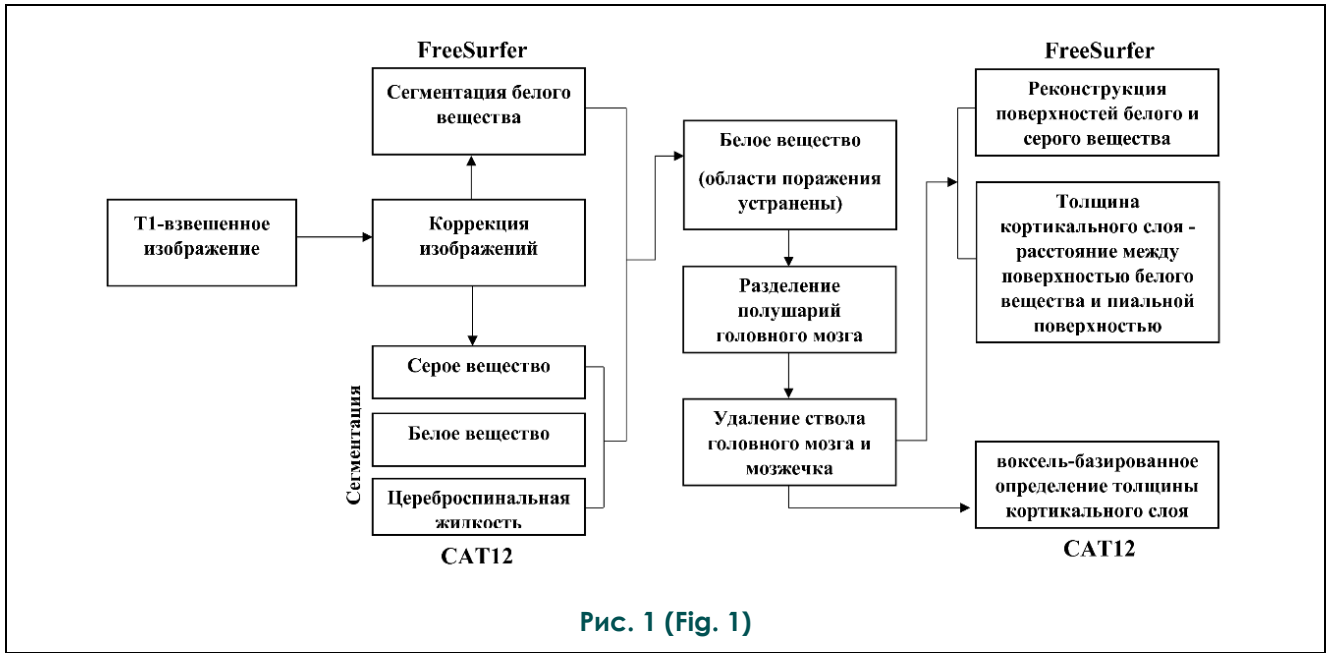 FreeSurfer
Сегментация белого
вещества
Т1-взвешенное
изображение
Коррекция
изображений
Сегментация
Серое вещество
Белое вещество
Цереброспинальная
жидкость
CAT12
Белое вещество
(области поражения
устранены)
Разделение
полушарий
головного мозга
Удаление ствола
головного мозга и
мозжечка
FreeSurfer
Реконструкция
поверхностей белого и
серого вещества
Толщина
кортикального слоя -
расстояние между
поверхностью белого
вещества и пиальной
поверхностью
воксель-базированное
определение толщины
кортикального слоя
CAT12
Рис. 1 (Fig. 1)